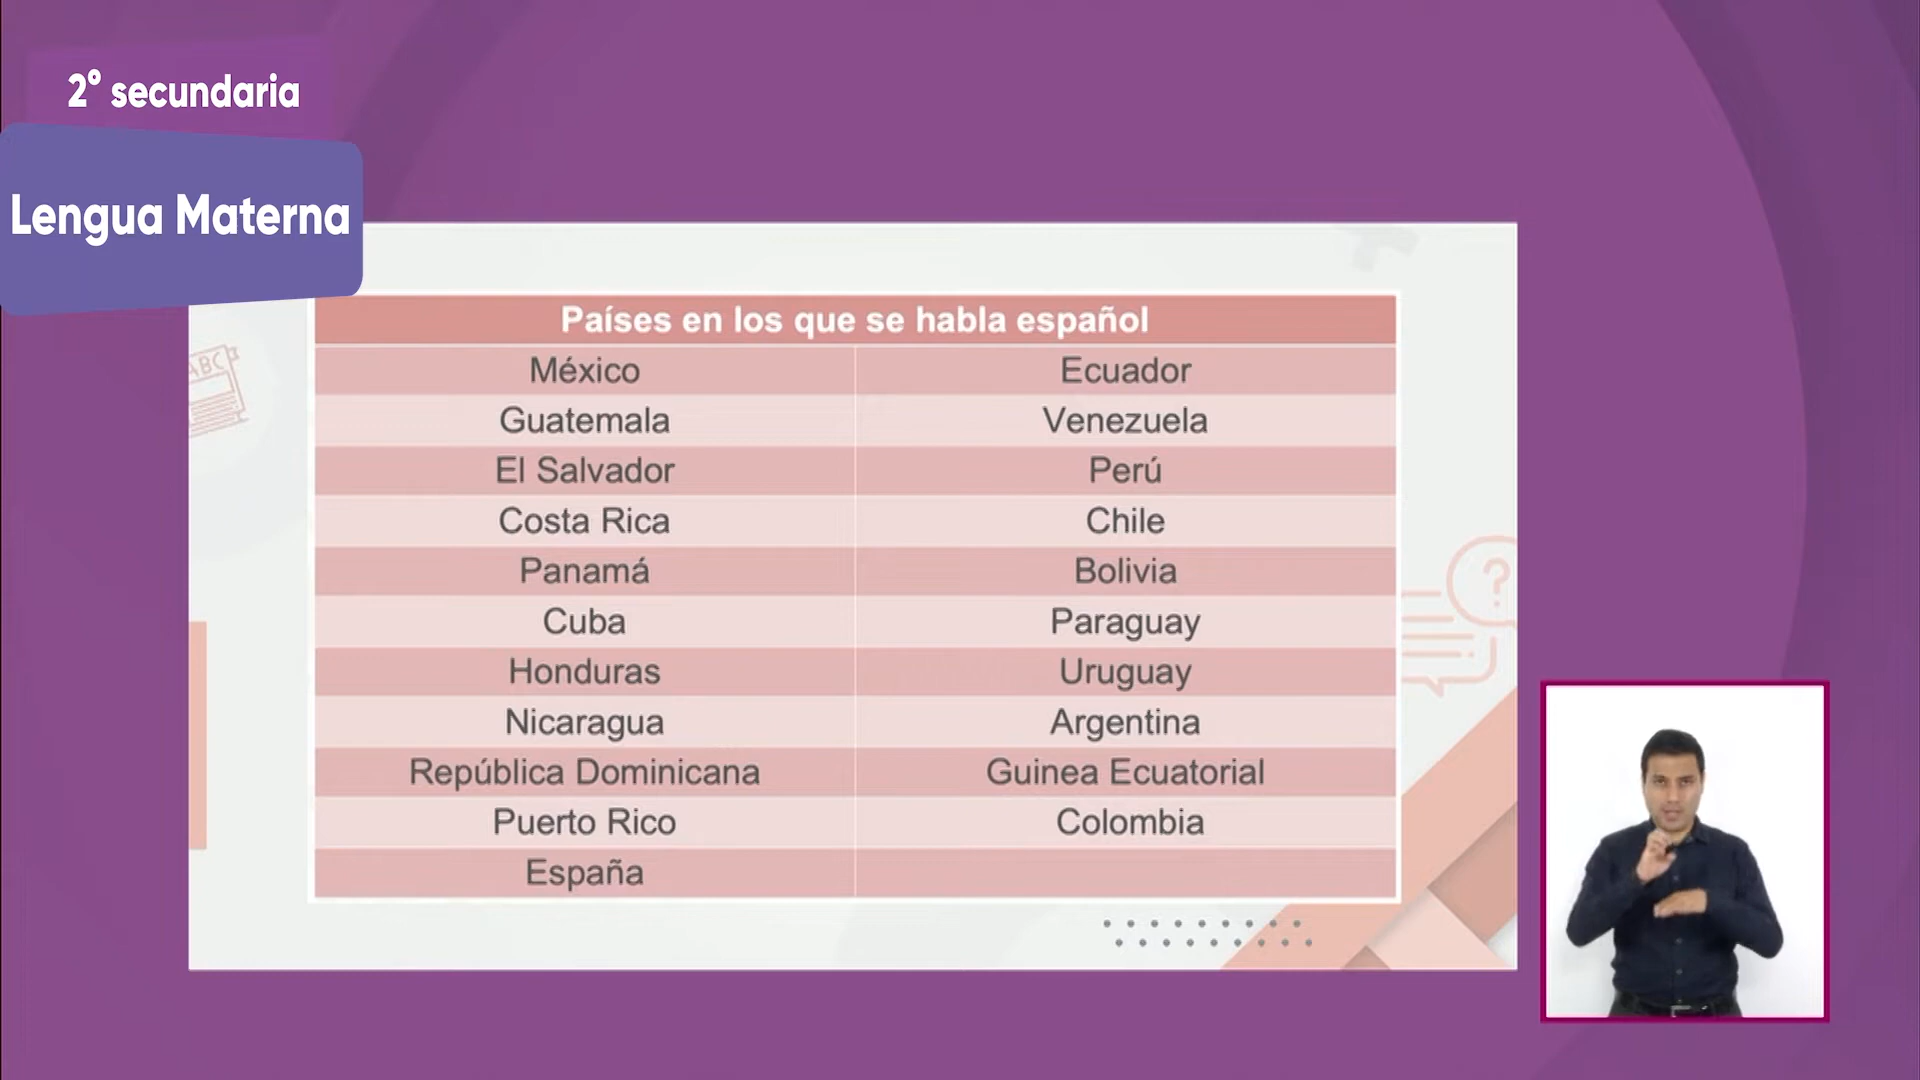 2° secundaria
Lengua Materna
Países en los que se habla español
México Ecuador
Guatemala Venezuela
El Salvador Perú
Costa Rica Chile
Panamá Bolivia
Cuba Paraguay
Honduras Uruguay
Nicaragua Argentina
República Dominicana Guinea Ecuatorial
Puerto Rico Colombia
España
ABC
?